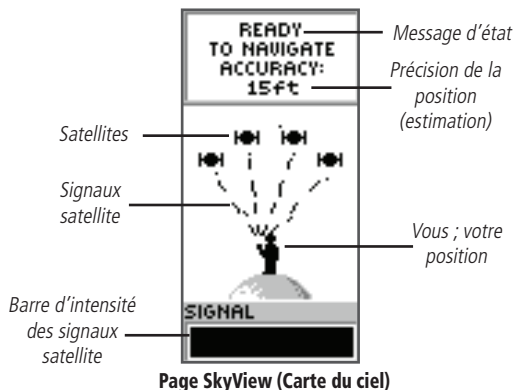 READY
TO NAVIGATE
ACCURACY:
15ft
Message d'état
Précision de la
position
(estimation)
Satellites
Signaux
satellite
Vous ; votre
position
SIGNAL
Barre d'intensité
des signaux
satellite
Page SkyView (Carte du ciel)